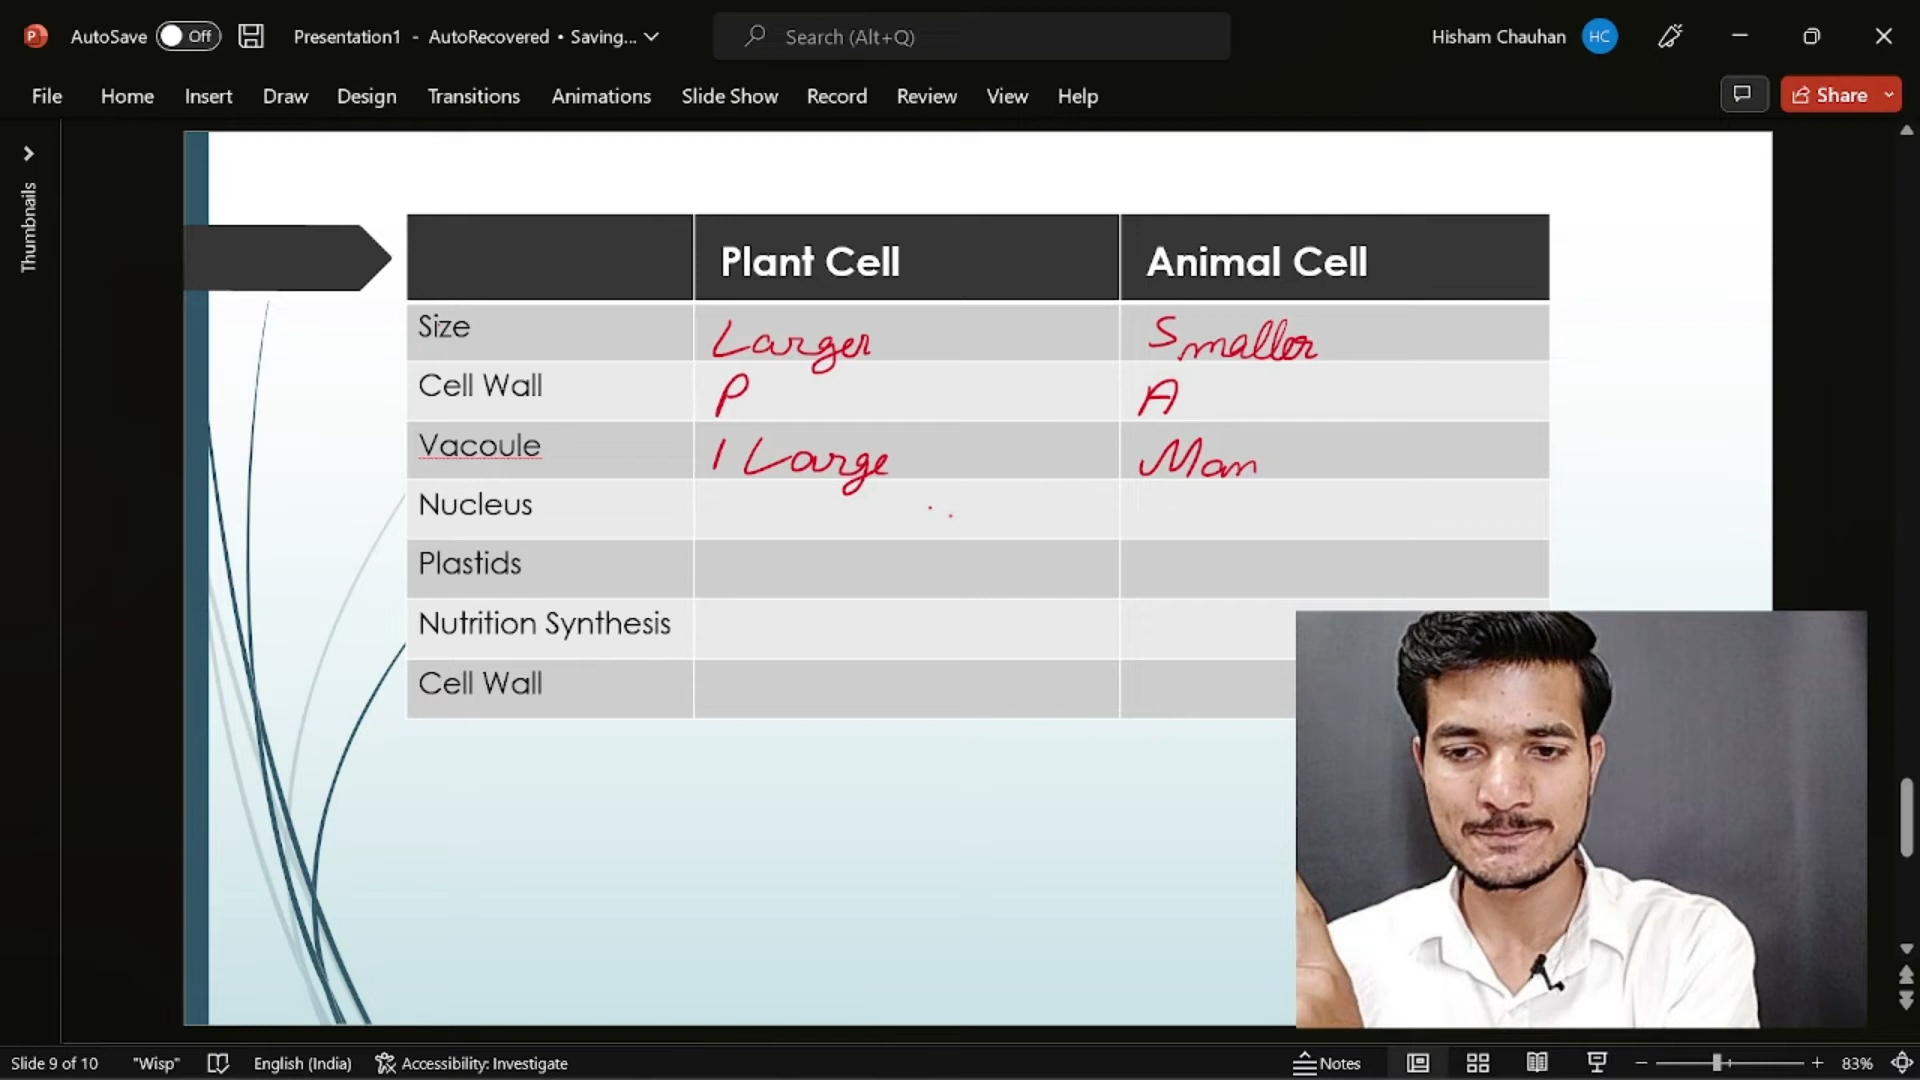 AutoSave Off Presentation1 - AutoRecovered • Saving... Search (Alt+Q) Hisham Chauhan HC
File Home Insert Draw Design Transitions Animations Slide Show Record Review View Help Share
Thumbnails
Plant Cell Animal Cell
Size Larger Smaller
Cell Wall P A
Vacoule 1 Large Man
Nucleus
Plastids
Nutrition Synthesis
Cell Wall
Slide 9 of 10 "Wisp" English (India) Accessibility: Investigate Notes 83%